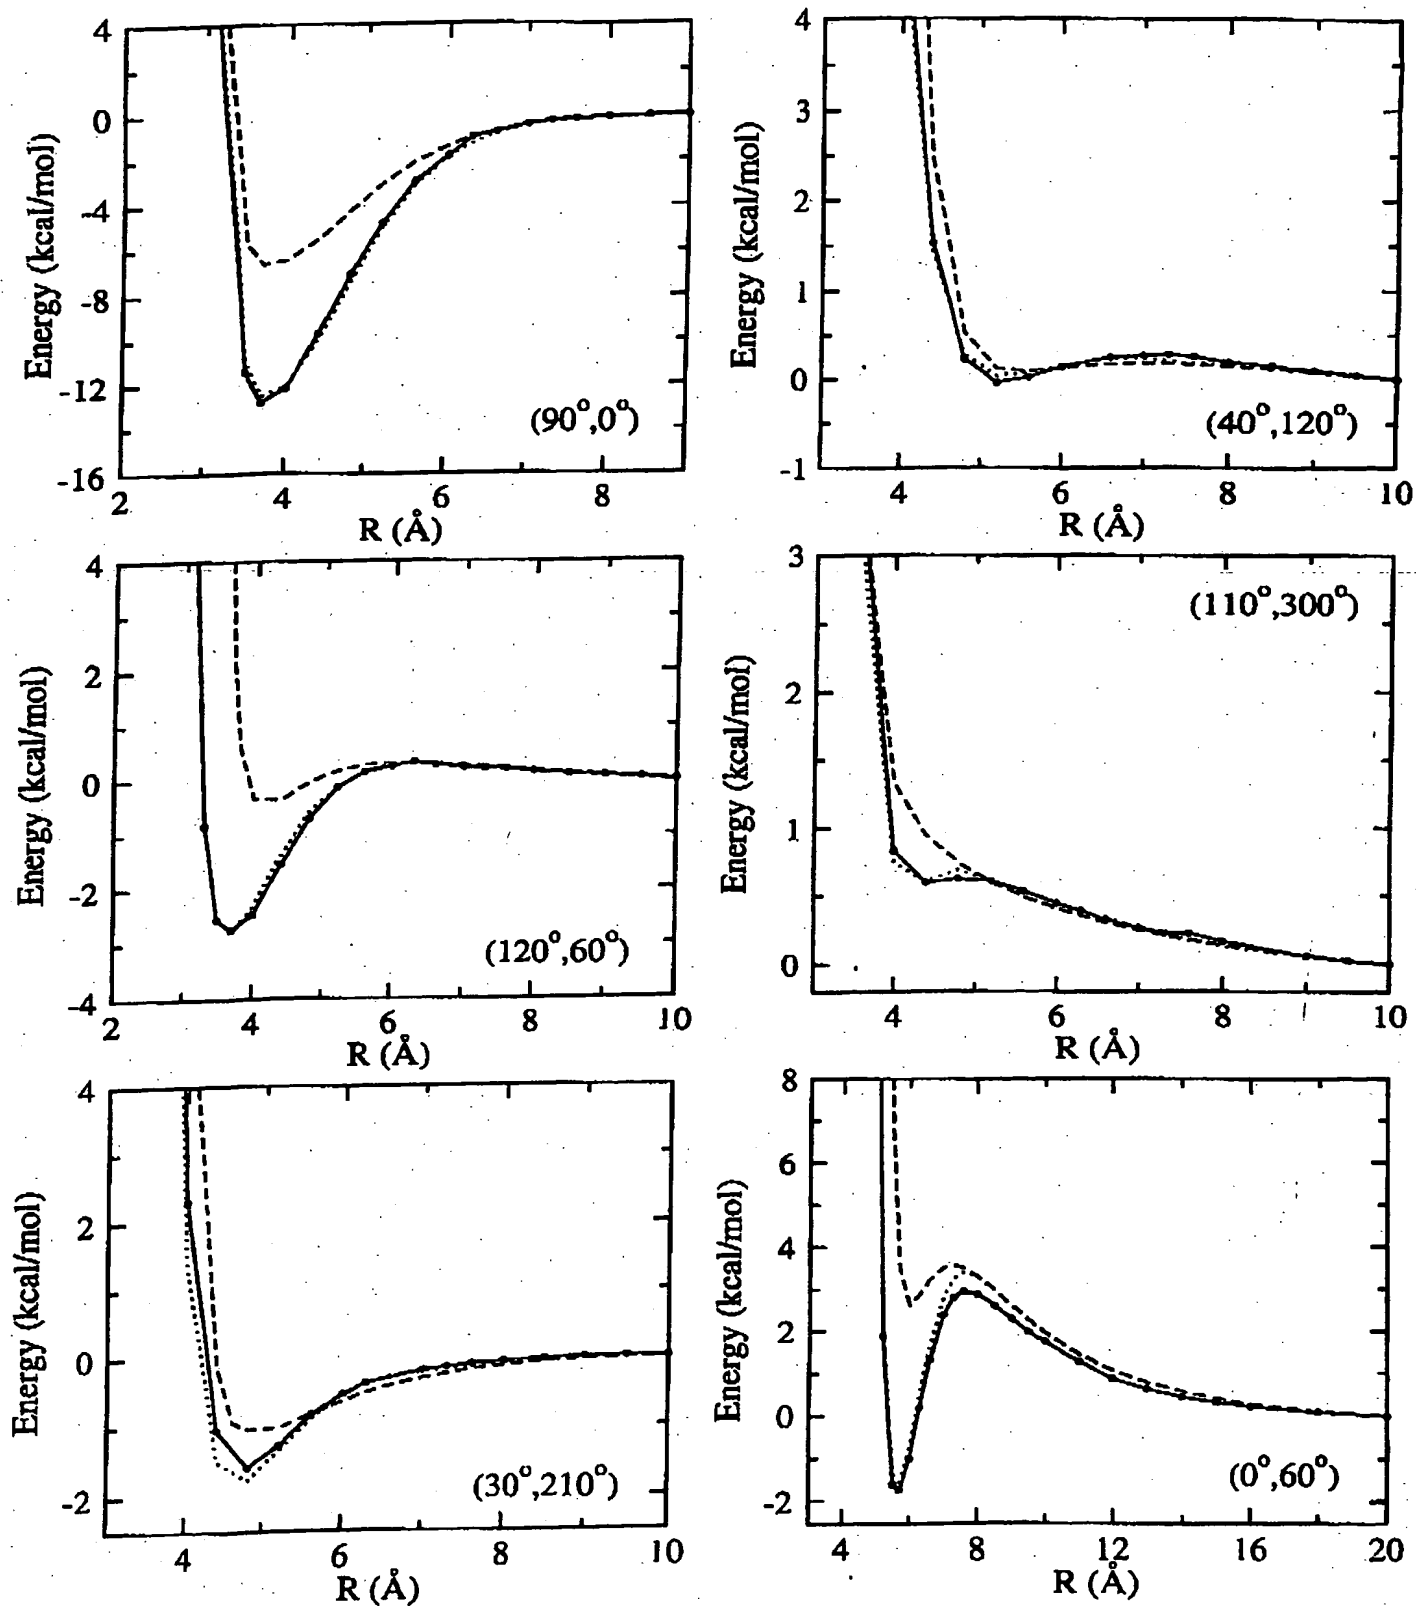 4
0
-4
-8
-12
-16
2 4 6 8
Energy (kcal/mol)
R (Å)
(90°,0°)
4
3
2
1
0
-1
4 6 8 10
Energy (kcal/mol)
R (Å)
(40°,120°)
4
2
0
-2
-4
2 4 6 8 10
Energy (kcal/mol)
R (Å)
(120°,60°)
3
2
1
0
4 6 8 10
Energy (kcal/mol)
R (Å)
(110°,300°)
4
2
0
-2
4 6 8 10
Energy (kcal/mol)
R (Å)
(30°,210°)
8
6
4
2
0
-2
4 8 12 16 20
Energy (kcal/mol)
R (Å)
(0°,60°)